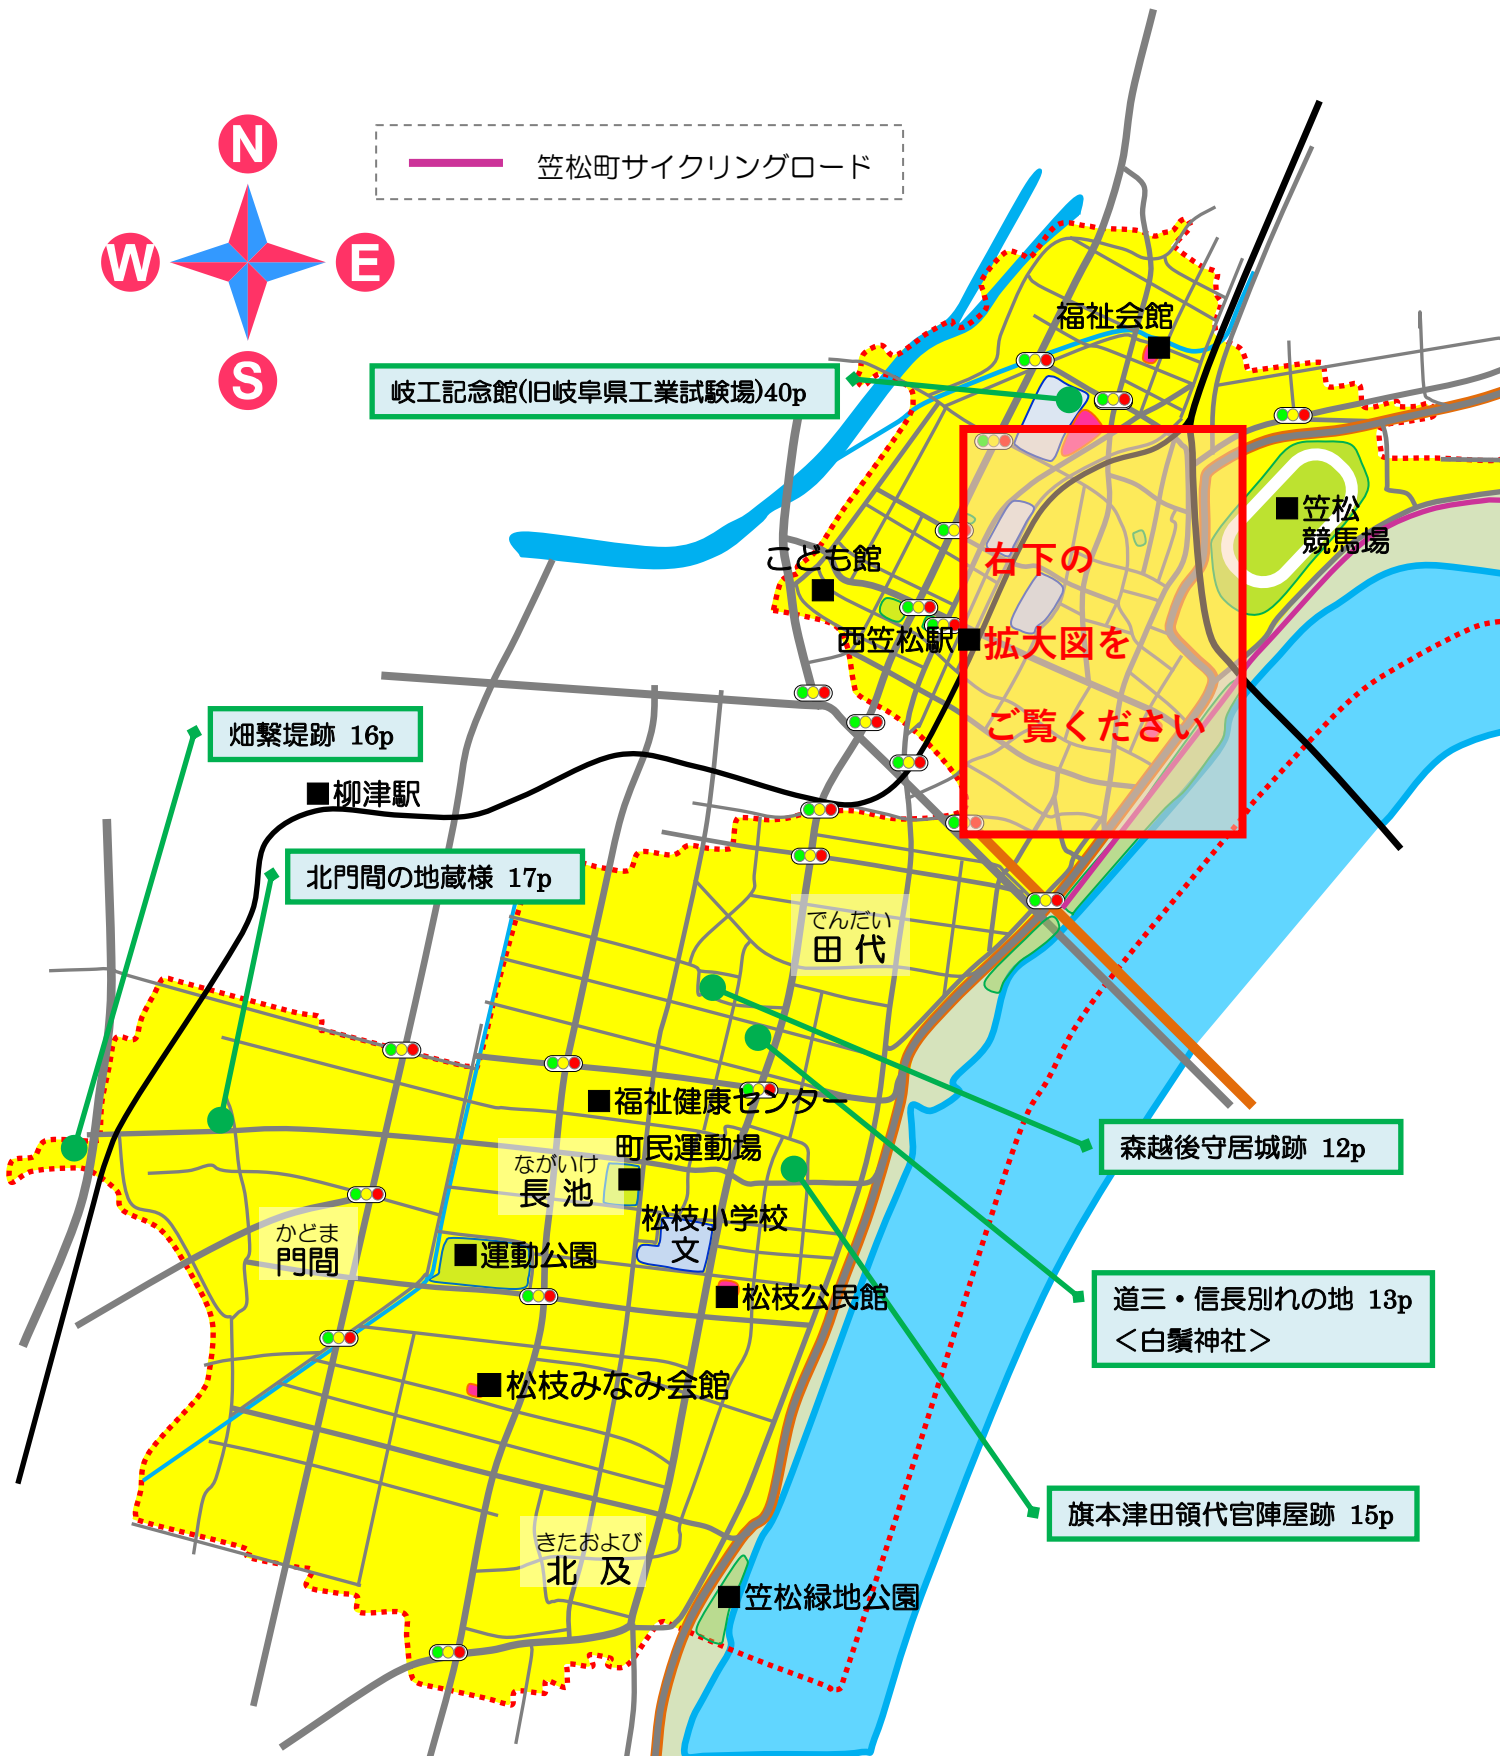 N
W
E
S
笠松町サイクリングロード
福祉会館
岐工記念館(旧岐阜県工業試験場)40p
笠松
競馬場
こども館
右下の
西笠松駅
拡大図を
ご覧ください
畑繋堤跡 16p
柳津駅
北門間の地蔵様 17p
でんだい
田 代
福祉健康センター
町民運動場
森越後守居城跡 12p
ながいけ
長 池
松枝小学校
文
かどま
門間
運動公園
松枝公民館
道三・信長別れの地 13p
＜白鬚神社＞
松枝みなみ会館
旗本津田領代官陣屋跡 15p
きたおよび
北 及
笠松緑地公園